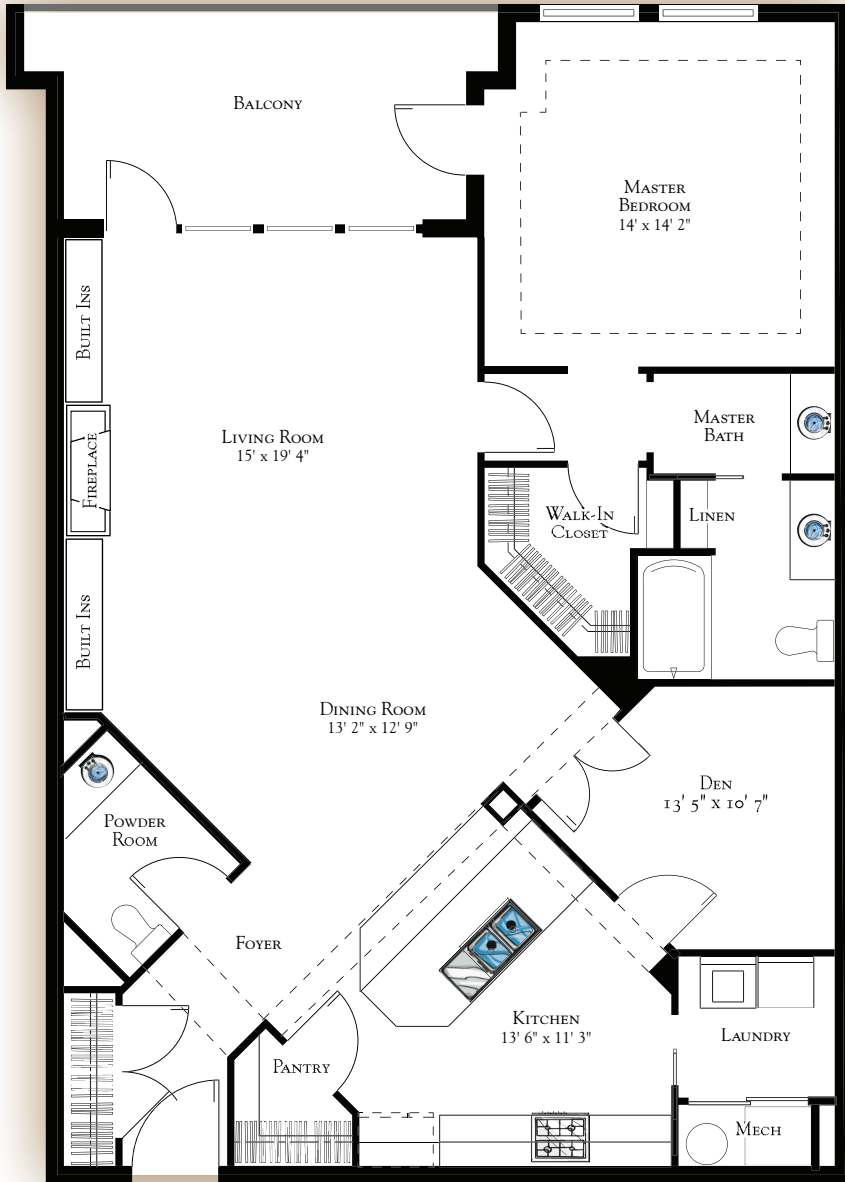 Balcony
Master
Bedroom
14' x 14' 2"
Built Ins
Living Room
15' x 19' 4"
Fireplace
Master
Bath
Walk-In
Closet
Linen
Built Ins
Dining Room
13' 2" x 12' 9"
Den
13' 5" x 10' 7"
Powder
Room
Foyer
Kitchen
13' 6" x 11' 3"
Laundry
Pantry
Mech